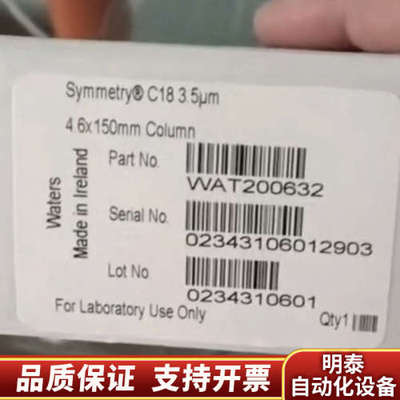 Symmetry® C18 3.5µm
4.6x150mm Column
Waters
Made in Ireland
Part No.
WAT200632
Serial No.
02343106012903
Lot No
0234310601
For Laboratory Use Only
Qty1
品质保证 支持开票
明泰
自动化设备